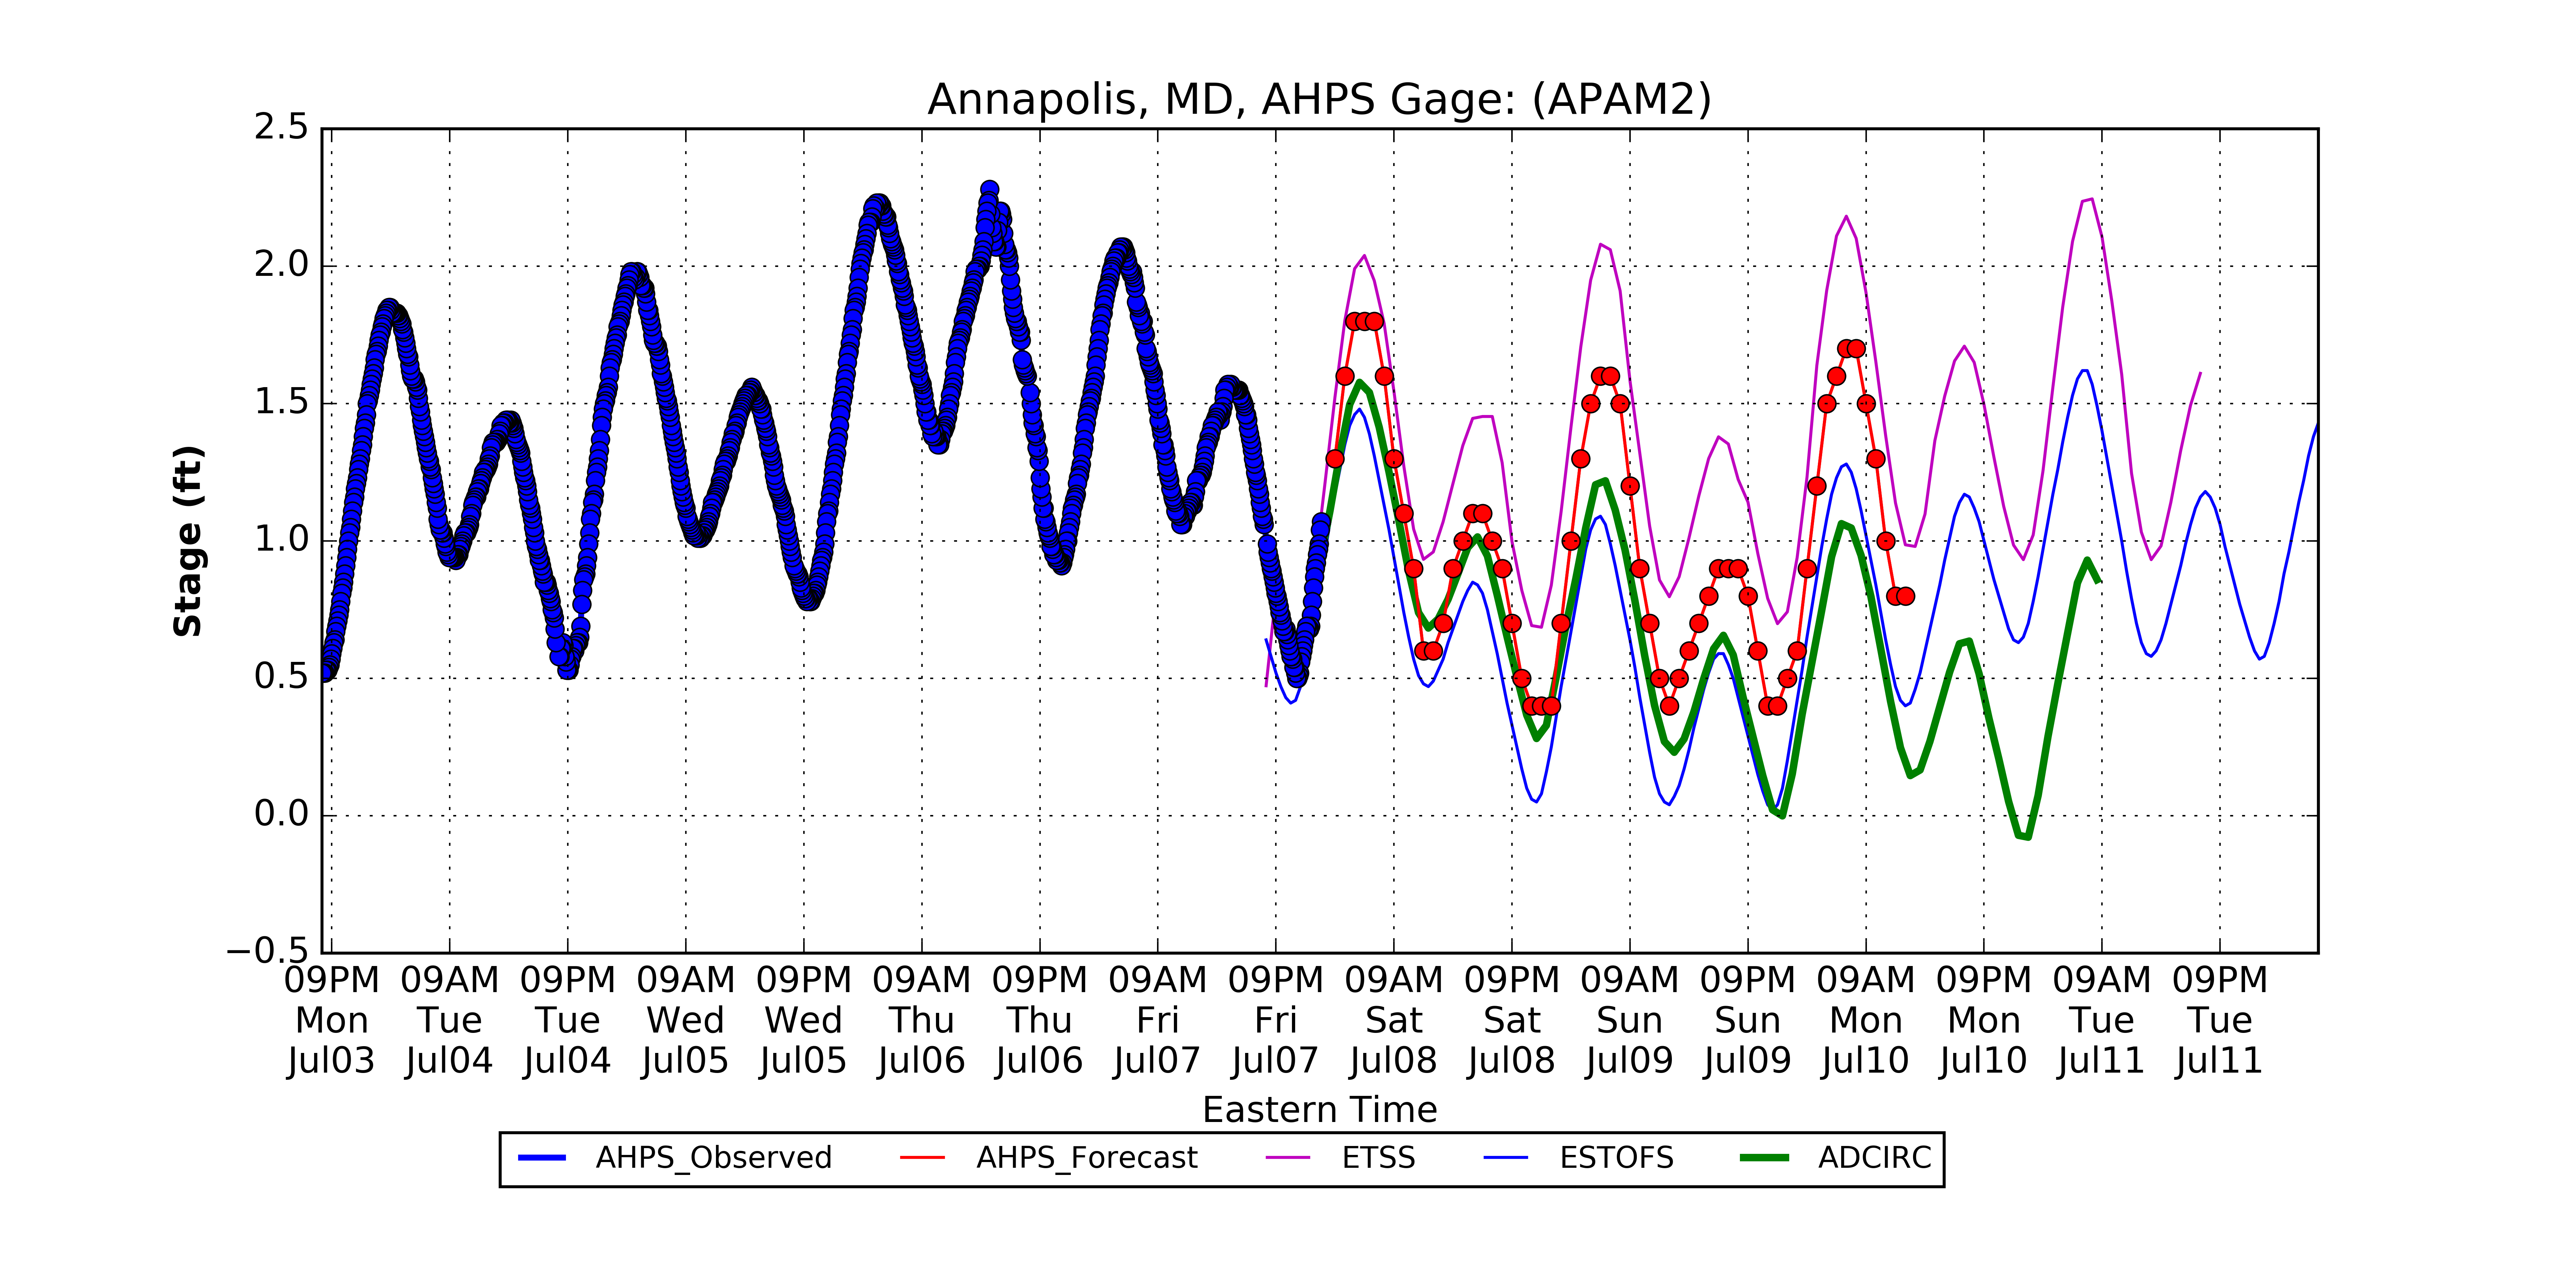 Annapolis, MD, AHPS Gage: (APAM2)
2.5
2.0
1.5
1.0
0.5
0.0
−0.5
Stage (ft)
09PM 09AM 09PM 09AM 09PM 09AM 09PM 09AM 09PM 09AM 09PM 09AM 09PM 09AM 09PM 09AM 09PM
Mon Tue Tue Wed Wed Thu Thu Fri Fri Sat Sat Sun Sun Mon Mon Tue Tue
Jul03 Jul04 Jul04 Jul05 Jul05 Jul06 Jul06 Jul07 Jul07 Jul08 Jul08 Jul09 Jul09 Jul10 Jul10 Jul11 Jul11
Eastern Time
AHPS_Observed AHPS_Forecast ETSS ESTOFS ADCIRC